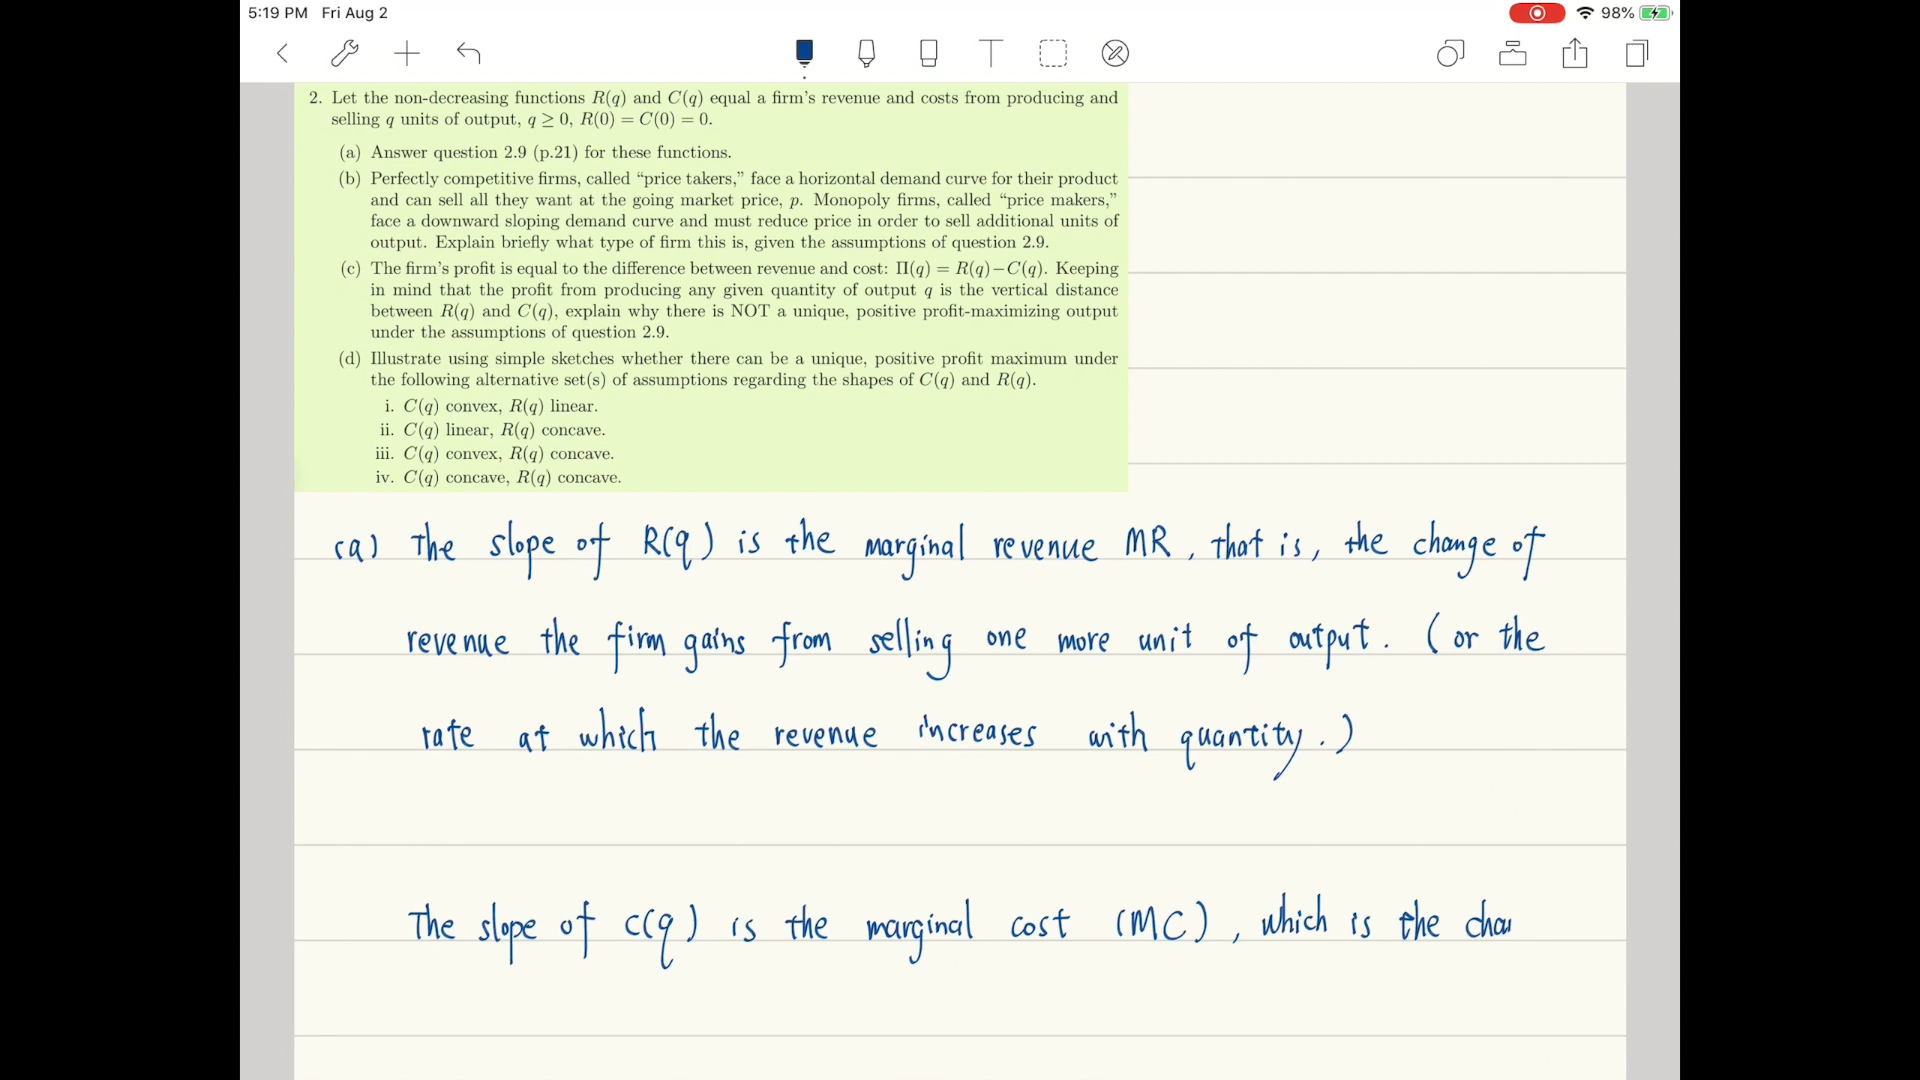 5:19 PM Fri Aug 2
98%
2. Let the non-decreasing functions R(q) and C(q) equal a firm's revenue and costs from producing and
selling q units of output, q ≥ 0, R(0) = C(0) = 0.
(a) Answer question 2.9 (p.21) for these functions.
(b) Perfectly competitive firms, called “price takers,” face a horizontal demand curve for their product
and can sell all they want at the going market price, p. Monopoly firms, called “price makers,”
face a downward sloping demand curve and must reduce price in order to sell additional units of
output. Explain briefly what type of firm this is, given the assumptions of question 2.9.
(c) The firm's profit is equal to the difference between revenue and cost: Π(q) = R(q)−C(q). Keeping
in mind that the profit from producing any given quantity of output q is the vertical distance
between R(q) and C(q), explain why there is NOT a unique, positive profit-maximizing output
under the assumptions of question 2.9.
(d) Illustrate using simple sketches whether there can be a unique, positive profit maximum under
the following alternative set(s) of assumptions regarding the shapes of C(q) and R(q).
i. C(q) convex, R(q) linear.
ii. C(q) linear, R(q) concave.
iii. C(q) convex, R(q) concave.
iv. C(q) concave, R(q) concave.
(a) The slope of R(q) is the marginal revenue MR, that is, the change of
revenue the firm gains from selling one more unit of output. (or the
rate at which the revenue increases with quantity.)
The slope of C(q) is the marginal cost (MC), which is the cha